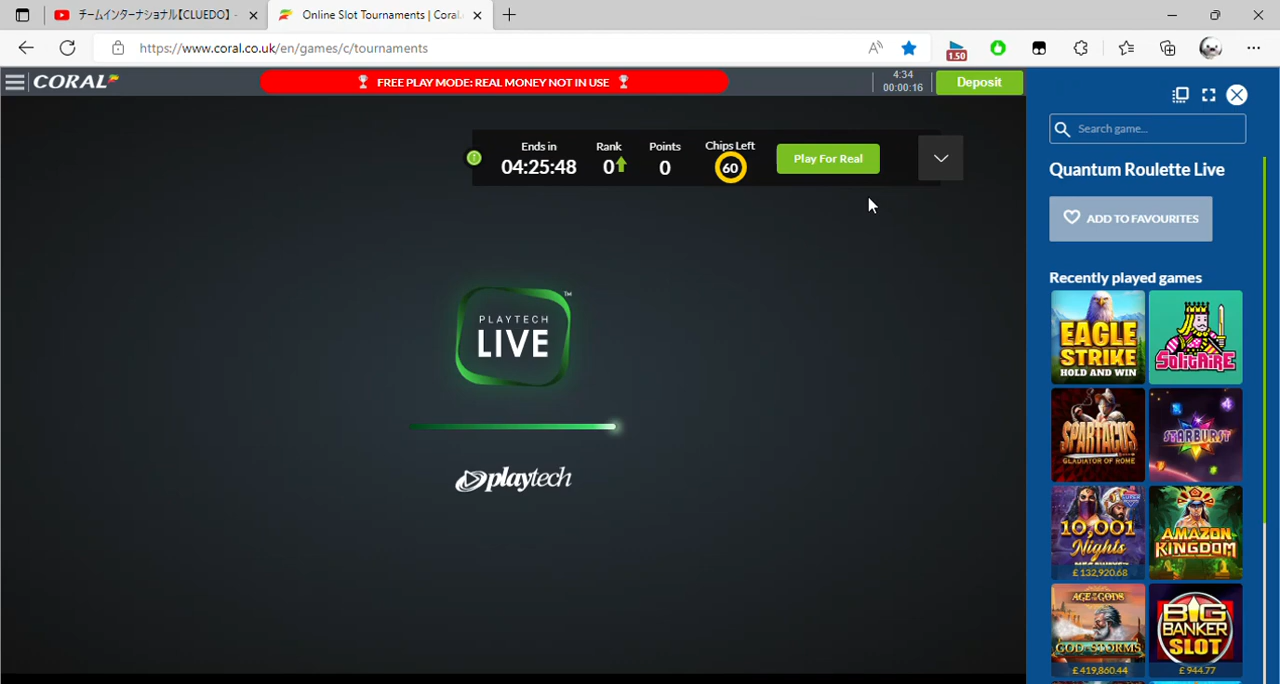 チームインターナショナル【CLUEDO】 -
Online Slot Tournaments | Coral.
https://www.coral.co.uk/en/games/c/tournaments
1.50
CORAL
FREE PLAY MODE: REAL MONEY NOT IN USE
4:34
00:00:16
Deposit
Ends in
04:25:48
Rank
0
Points
0
Chips Left
60
Play For Real
PLAYTECH
LIVE
TM
playtech
Search game...
Quantum Roulette Live
ADD TO FAVOURITES
Recently played games
EAGLE
STRIKE
HOLD AND WIN
SOLITAIRE
SPARTACUS
GLADIATOR OF ROME
STARBURST
10,001
Nights
MEGAWAYS
£ 132,920.68
AMAZON
KINGDOM
AGE OF THE GODS
GOD OF STORMS
£ 419,860.44
BIG
BANKER
SLOT
£ 944.77